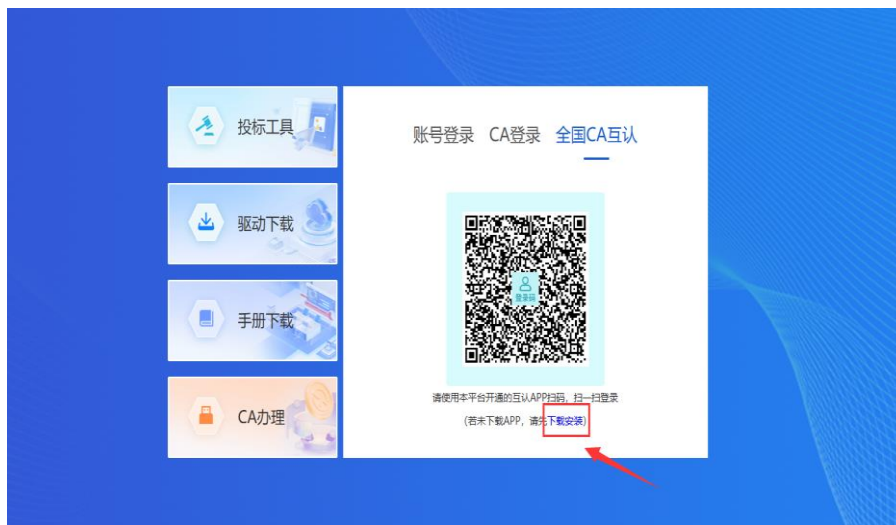 投标工具
驱动下载
手册下载
CA办理
账号登录 CA登录 全国CA互认
登录码
请使用本平台开通的互认APP扫码，扫一扫登录
(若未下载APP，请先下载安装)